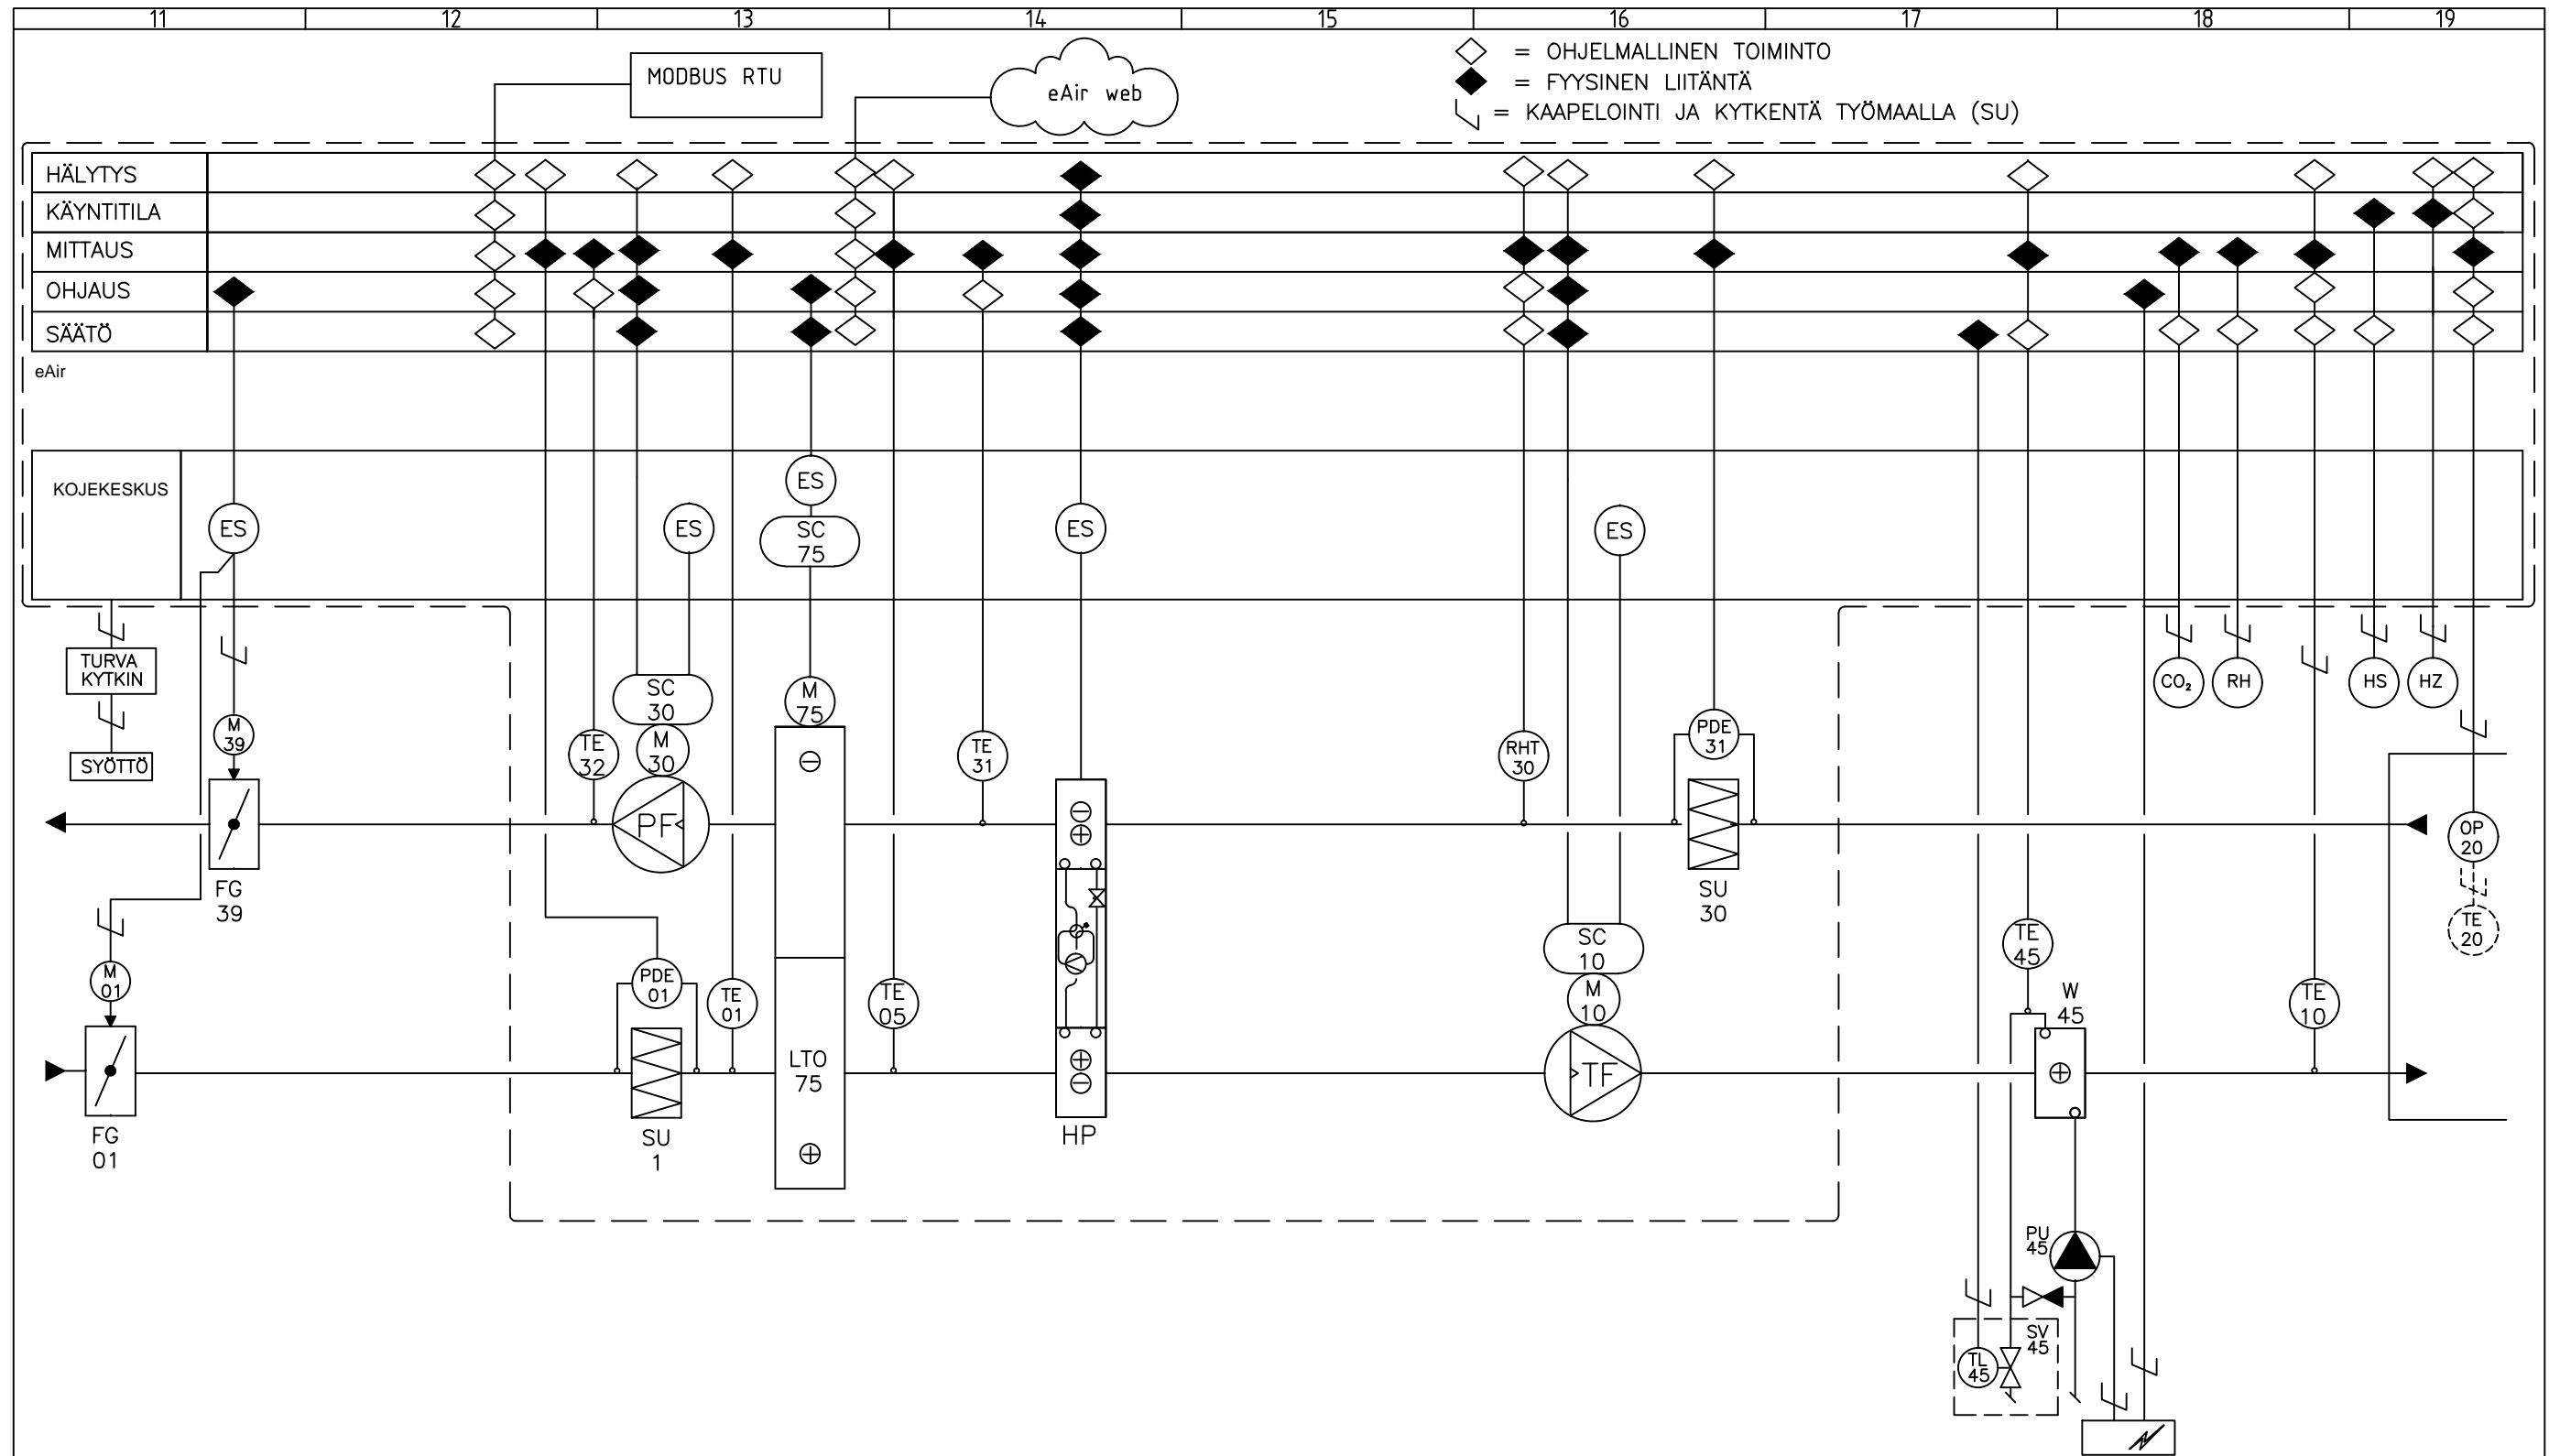 11 12 13 14 15 16 17 18 19
MODBUS RTU
eAir web
= OHJELMALLINEN TOIMINTO
= FYYSINEN LIITÄNTÄ
= KAAPELOINTI JA KYTKENTÄ TYÖMAALLA (SU)
HÄLYTYS
KÄYNTITILA
MITTAUS
OHJAUS
SÄÄTÖ
eAir
KOJEKESKUS
ES
ES
ES
SC
75
ES
ES
TURVA
KYTKIN
SYÖTTÖ
M
39
TE
32
SC
30
M
30
M
75
TE
31
RHT
30
PDE
31
CO₂
RH
HS
HZ
PF
OP
20
TE
20
FG
39
SU
30
M
01
PDE
01
TE
01
TE
05
SC
10
M
10
TE
45
W
45
TE
10
LTO
75
TF
FG
01
SU
1
HP
PU
45
SV
45
TL
45